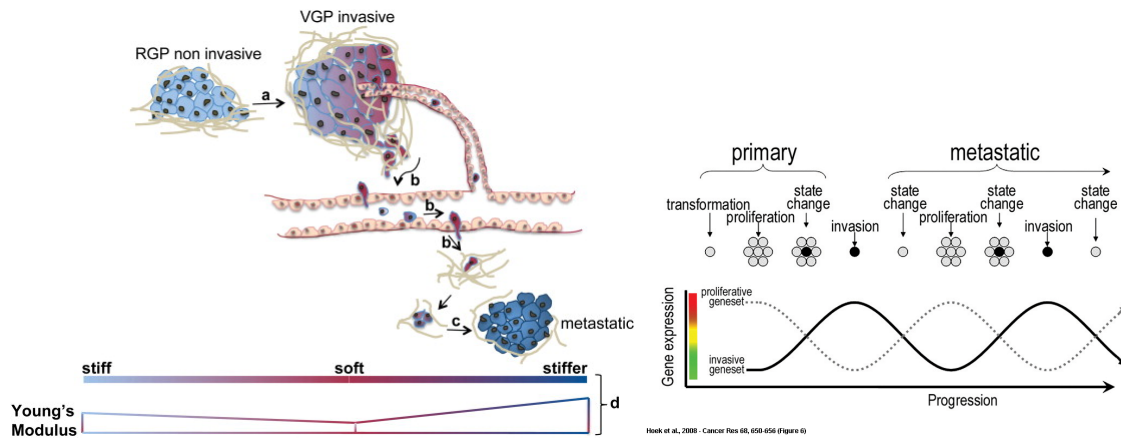 VGP invasive
RGP non invasive
a
b
b
b
c
metastatic
stiff soft stiffer
d
Young's
Modulus
primary metastatic
state state state state
change change change change
transformation
proliferation proliferation
invasion invasion
proliferative
geneset
invasive
geneset
Gene expression
Progression
Hoek et al., 2008 - Cancer Res 68, 650-656 (Figure 6)